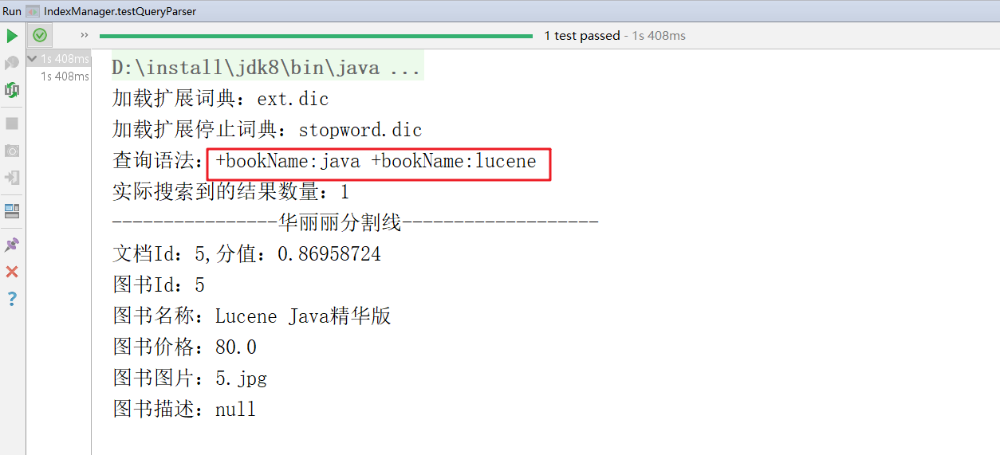 Run IndexManager.testQueryParser
1 test passed - 1s 408ms
1s 408ms
1s 408ms
D:\install\jdk8\bin\java ...
加载扩展词典：ext.dic
加载扩展停止词典：stopword.dic
查询语法：+bookName:java +bookName:lucene
实际搜索到的结果数量：1
----------------华丽丽分割线-------------------
文档Id：5,分值：0.86958724
图书Id：5
图书名称：Lucene Java精华版
图书价格：80.0
图书图片：5.jpg
图书描述：null